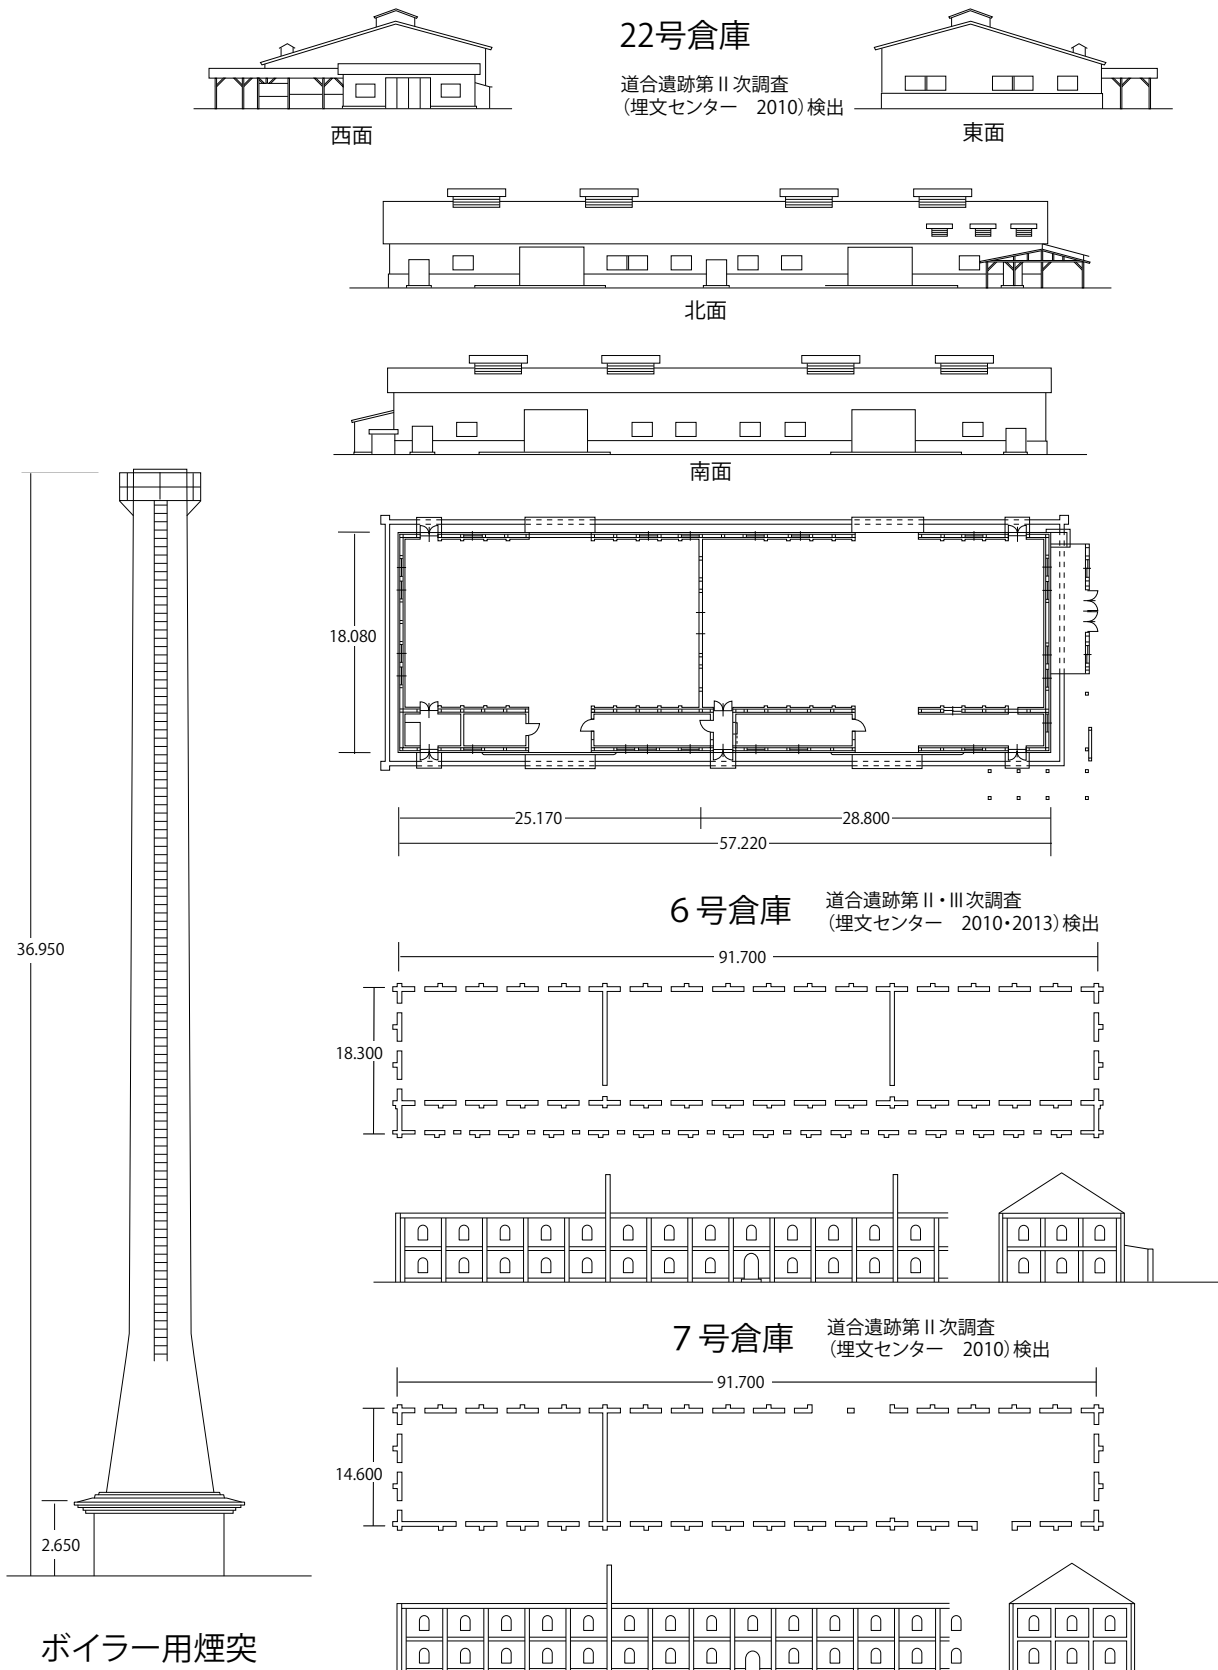 22号倉庫
道合遺跡第Ⅱ次調査
(埋文センター　2010)検出
西面
東面
北面
南面
18.080
25.170
28.800
57.220
6号倉庫
道合遺跡第Ⅱ・Ⅲ次調査
(埋文センター　2010・2013)検出
91.700
18.300
36.950
7号倉庫
道合遺跡第Ⅱ次調査
(埋文センター　2010)検出
91.700
14.600
2.650
ボイラー用煙突